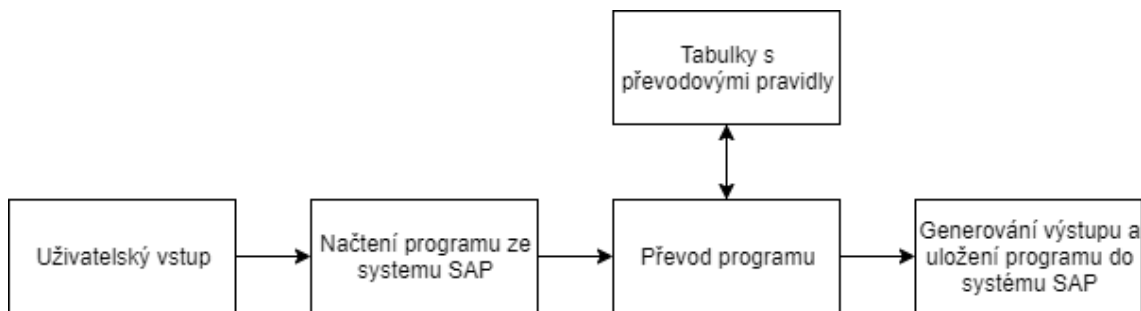 Tabulky s
převodovými pravidly
Uživatelský vstup
Načtení programu ze
systemu SAP
Převod programu
Generování výstupu a
uložení programu do
systému SAP